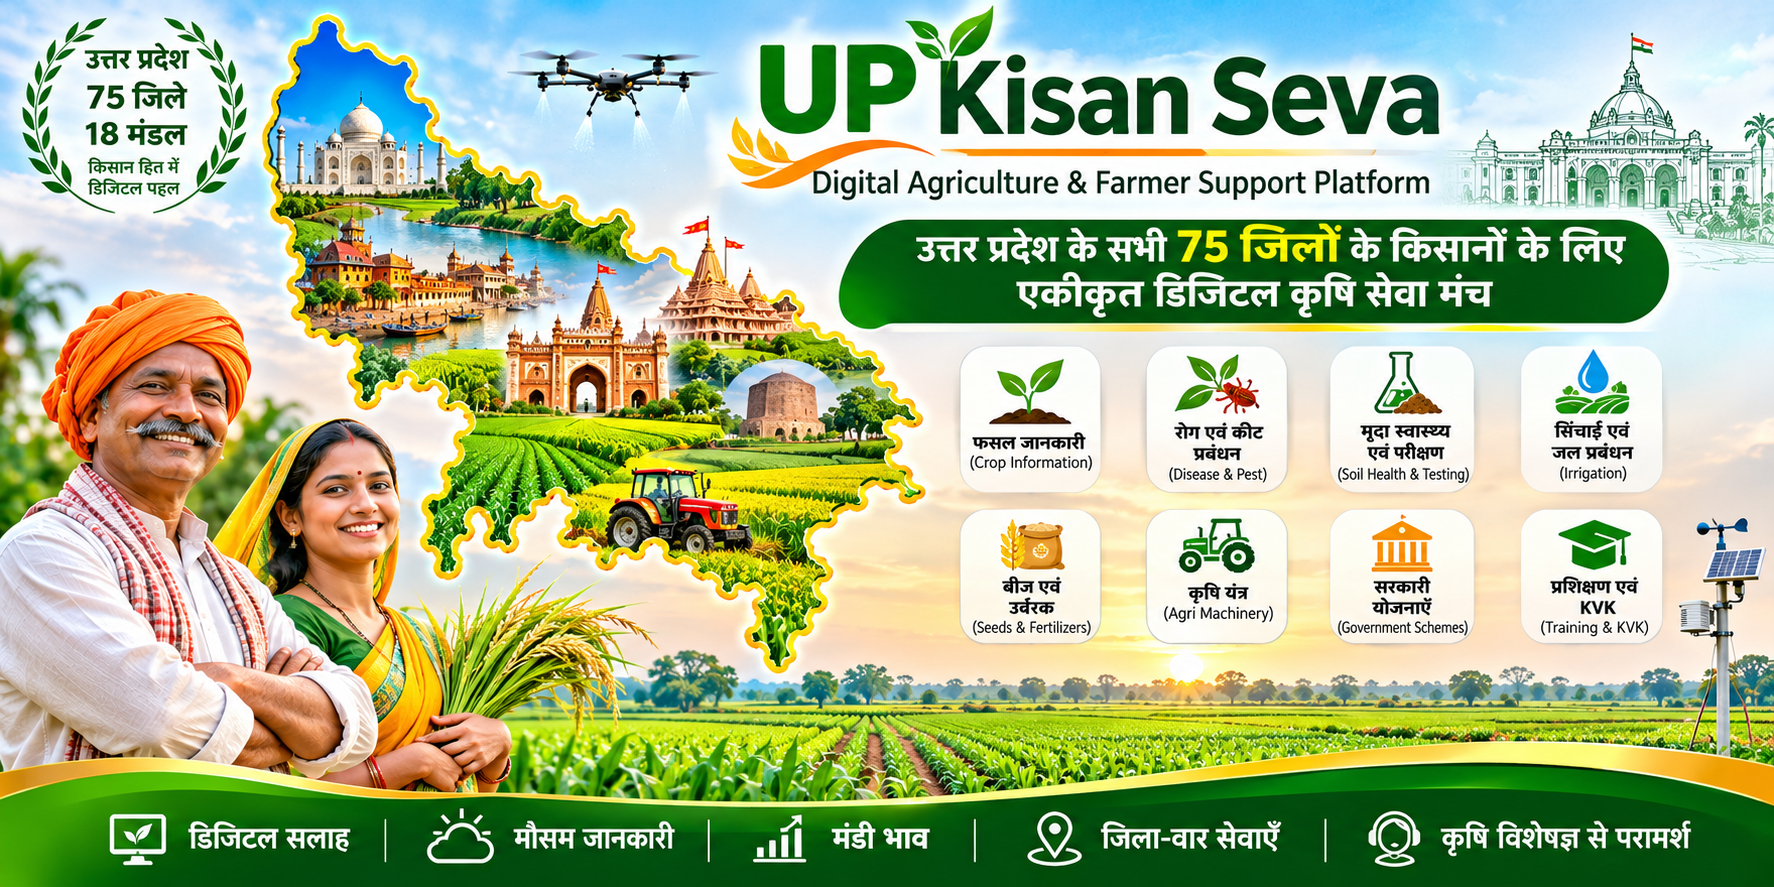 उत्तर प्रदेश
75 जिले
18 मंडल
किसान हित में
डिजिटल पहल
UP Kisan Seva
Digital Agriculture & Farmer Support Platform
उत्तर प्रदेश के सभी 75 जिलों के किसानों के लिए
एकीकृत डिजिटल कृषि सेवा मंच
फसल जानकारी
(Crop Information)
रोग एवं कीट
प्रबंधन
(Disease & Pest)
मृदा स्वास्थ्य
एवं परीक्षण
(Soil Health & Testing)
सिंचाई एवं
जल प्रबंधन
(Irrigation)
बीज एवं
उर्वरक
(Seeds & Fertilizers)
कृषि यंत्र
(Agri Machinery)
सरकारी
योजनाएँ
(Government Schemes)
प्रशिक्षण एवं
KVK
(Training & KVK)
डिजिटल सलाह
मौसम जानकारी
मंडी भाव
जिला-वार सेवाएँ
कृषि विशेषज्ञ से परामर्श